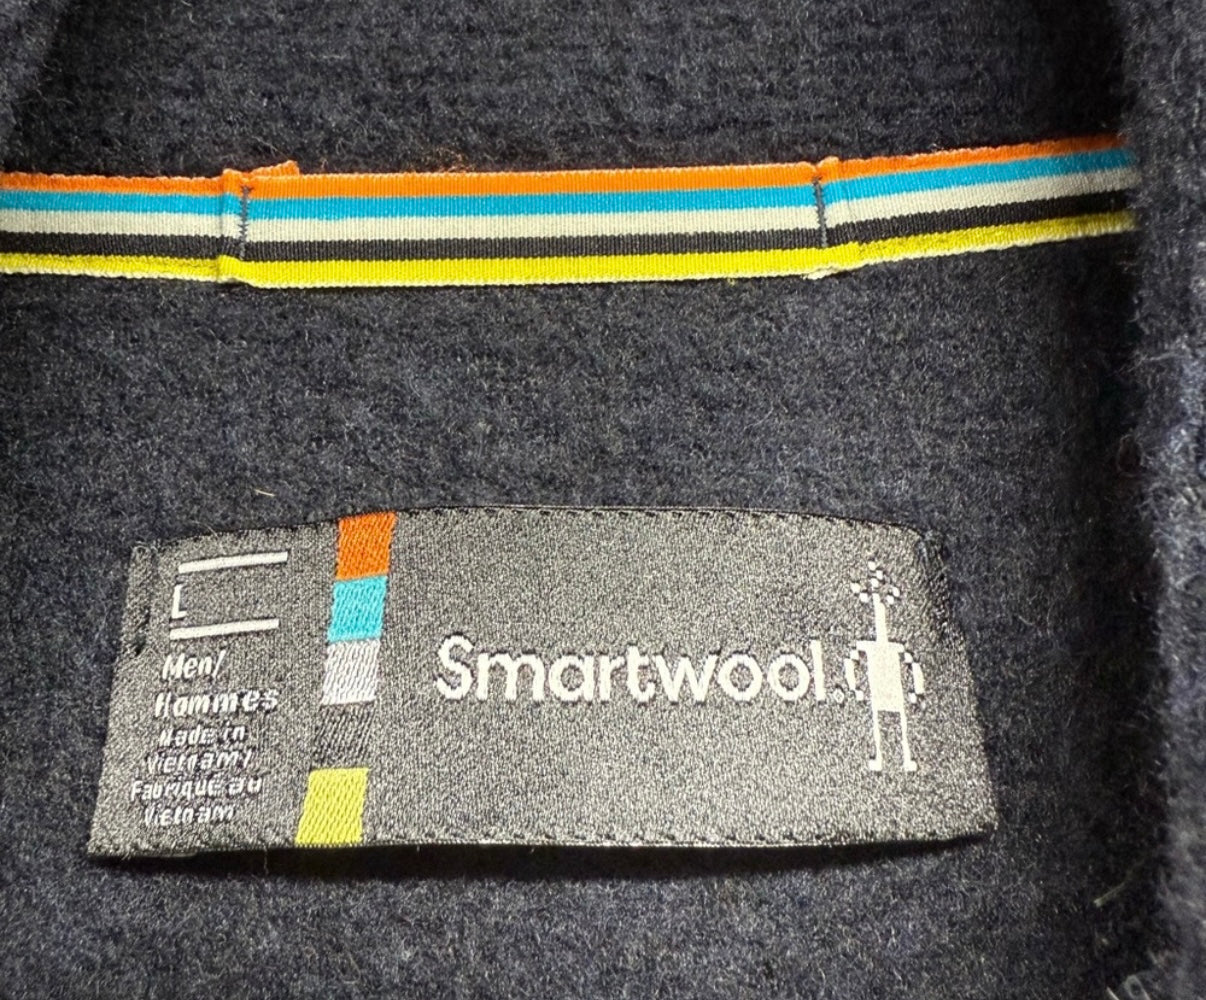 L
Men/
Hommes
Made in
Vietnam/
Fabriqué au
Vietnam
Smartwool.